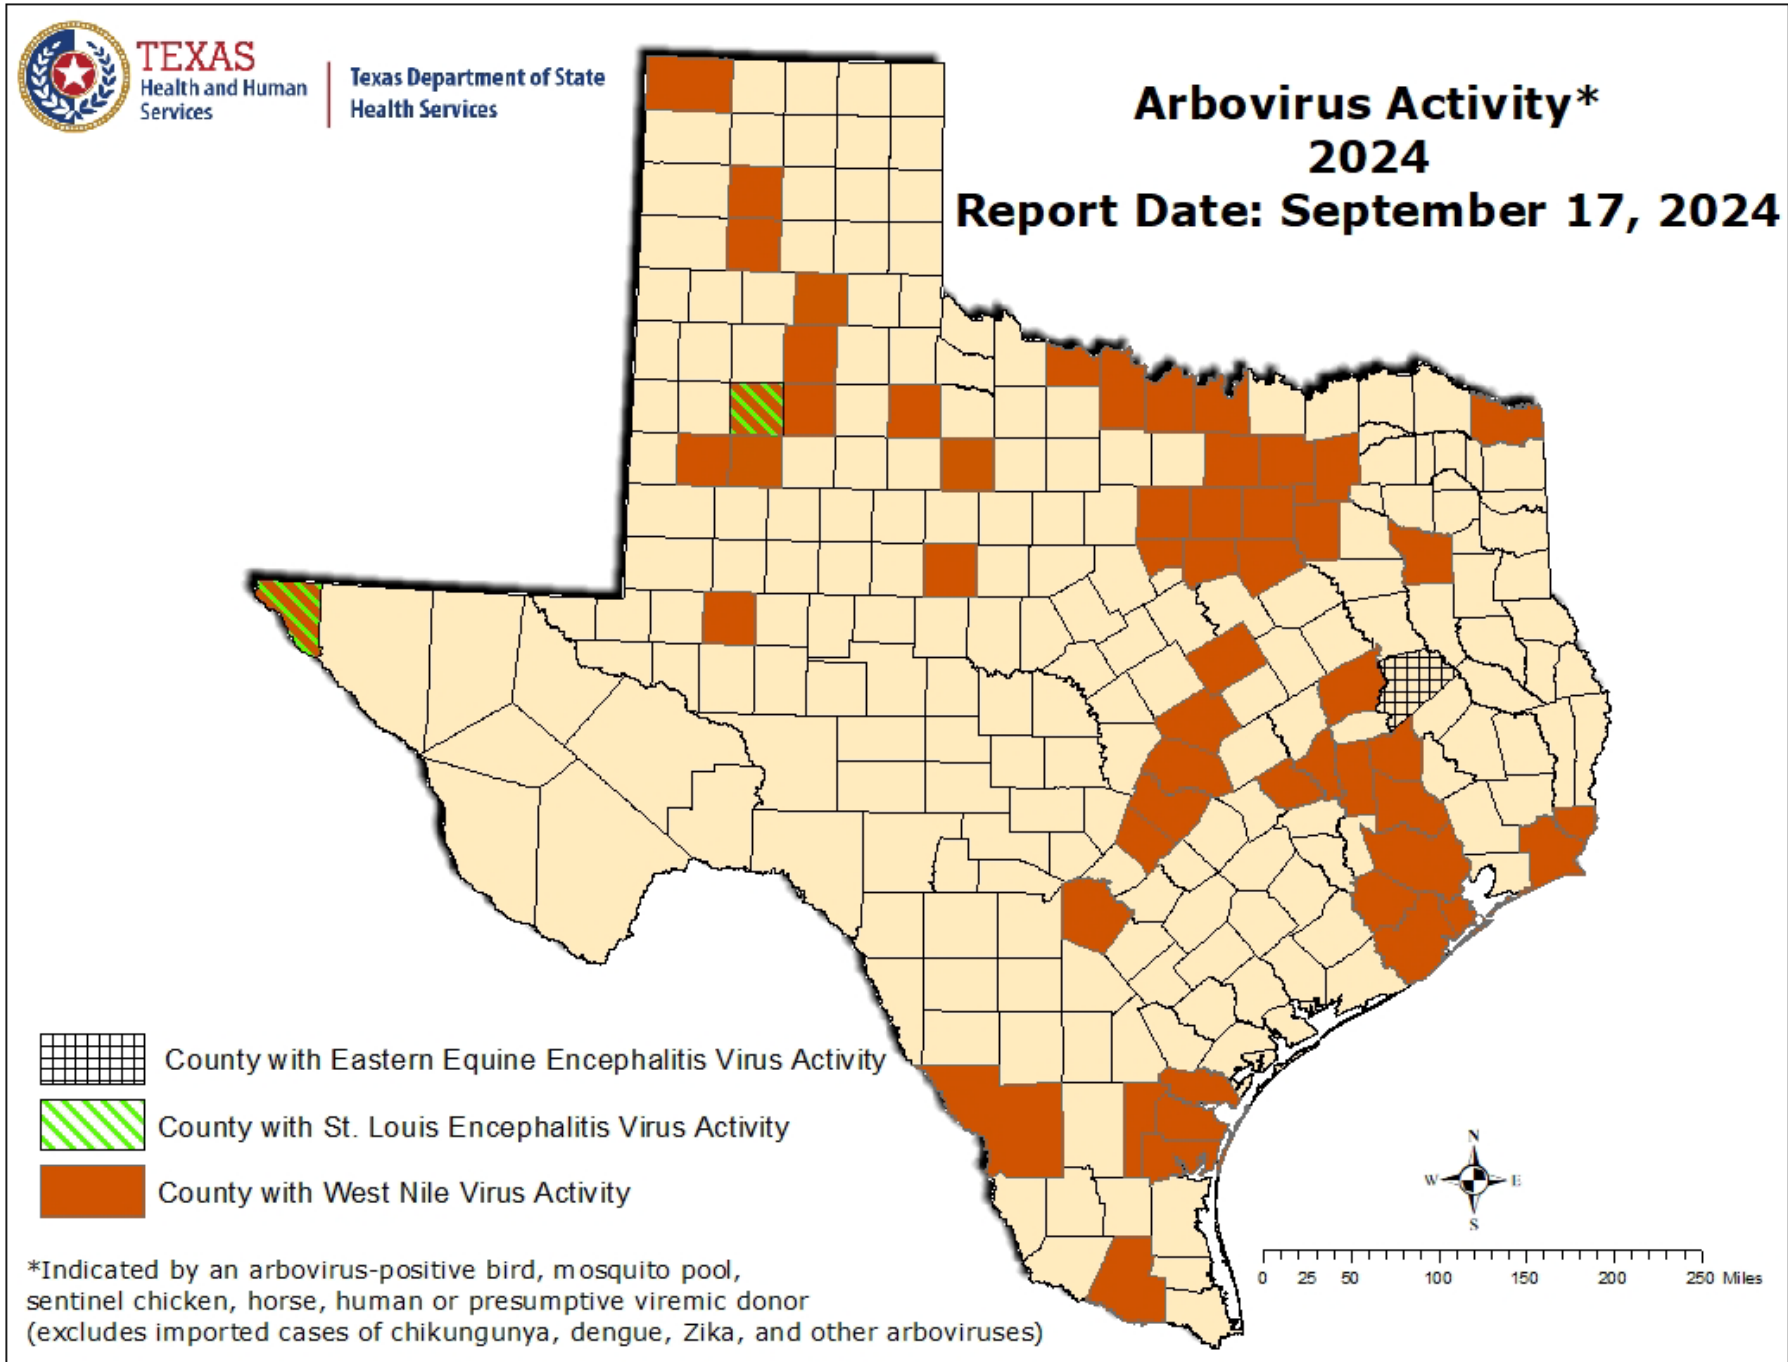 TEXAS
Health and Human
Services
Texas Department of State
Health Services
Arbovirus Activity*
2024
Report Date: September 17, 2024
County with Eastern Equine Encephalitis Virus Activity
County with St. Louis Encephalitis Virus Activity
County with West Nile Virus Activity
*Indicated by an arbovirus-positive bird, mosquito pool,
sentinel chicken, horse, human or presumptive viremic donor
(excludes imported cases of chikungunya, dengue, Zika, and other arboviruses)
N
W E
S
0 25 50 100 150 200 250 Miles